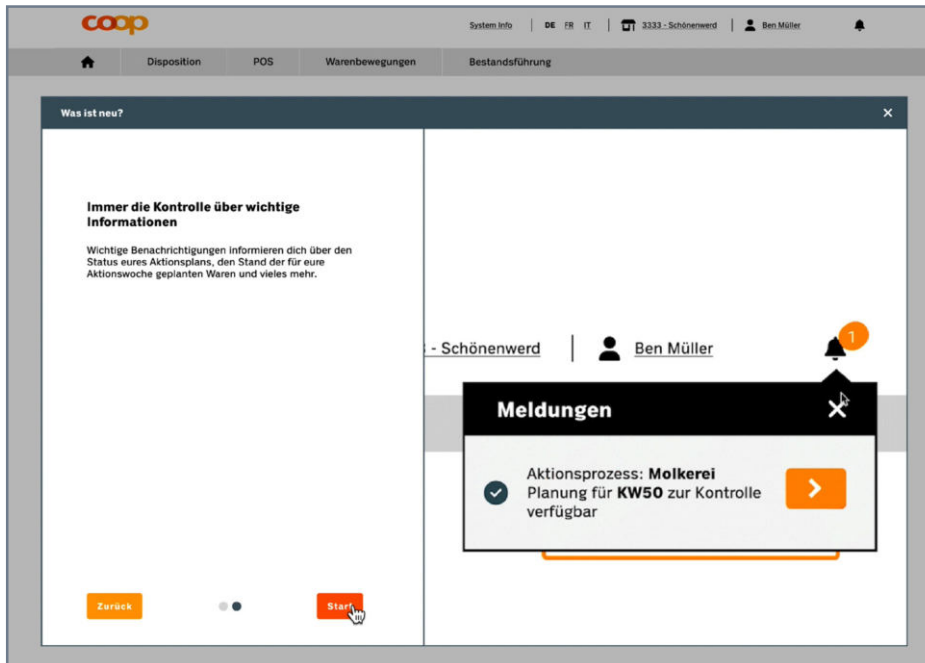 coop
System Info DE FR IT 3333 - Schönenwerd Ben Müller
Disposition POS Warenbewegungen Bestandsführung
Was ist neu?
Immer die Kontrolle über wichtige
Informationen
Wichtige Benachrichtigungen informieren dich über den
Status eures Aktionsplans, den Stand der für eure
Aktionswoche geplanten Waren und vieles mehr.
Zurück
Start
- Schönenwerd Ben Müller 1
Meldungen
Aktionsprozess: Molkerei
Planung für KW50 zur Kontrolle
verfügbar